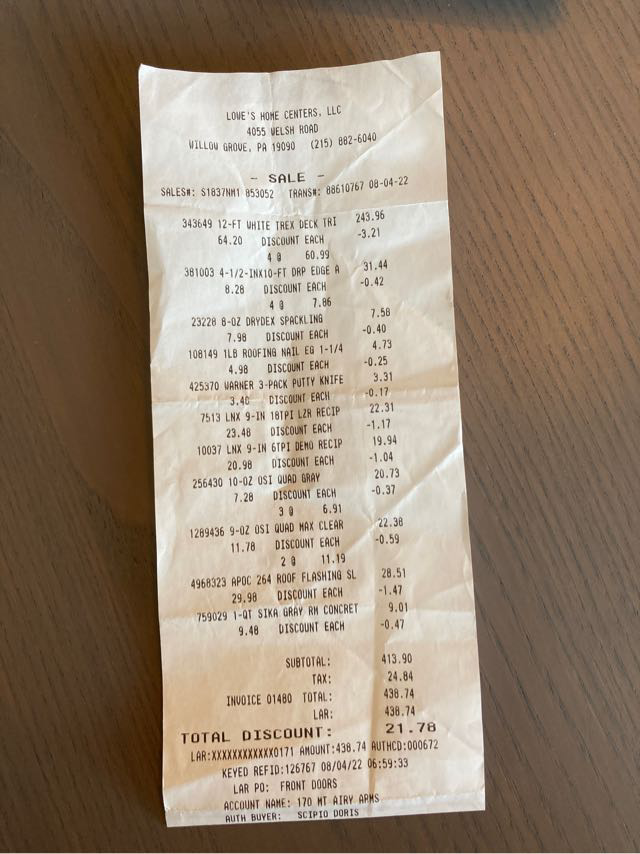 LOWE'S HOME CENTERS, LLC
4055 WELSH ROAD
WILLOW GROVE, PA 19090 (215) 882-6040
- SALE -
SALES#: S1837NM1 853052 TRANS#: 88610767 08-04-22
343649 12-FT WHITE TREX DECK TRI 243.96
64.20 DISCOUNT EACH -3.21
4 @ 60.99
381003 4-1/2-INX10-FT DRP EDGE A 31.44
8.28 DISCOUNT EACH -0.42
4 @ 7.86
23228 8-OZ DRYDEX SPACKLING 7.58
7.98 DISCOUNT EACH -0.40
108149 1LB ROOFING NAIL EG 1-1/4 4.73
4.98 DISCOUNT EACH -0.25
425370 WARNER 3-PACK PUTTY KNIFE 3.31
3.48 DISCOUNT EACH -0.17
7513 LNX 9-IN 18TPI LZR RECIP 22.31
23.48 DISCOUNT EACH -1.17
10037 LNX 9-IN 6TPI DEMO RECIP 19.94
20.98 DISCOUNT EACH -1.04
256430 10-OZ OSI QUAD GRAY 20.73
7.28 DISCOUNT EACH -0.37
3 @ 6.91
1289436 9-OZ OSI QUAD MAX CLEAR 22.38
11.78 DISCOUNT EACH -0.59
2 @ 11.19
4968323 APOC 264 ROOF FLASHING SL 28.51
29.98 DISCOUNT EACH -1.47
759029 1-QT SIKA GRAY RM CONCRET 9.01
9.48 DISCOUNT EACH -0.47
SUBTOTAL: 413.90
TAX: 24.84
INVOICE 01480 TOTAL: 438.74
LAR: 438.74
TOTAL DISCOUNT: 21.78
LAR:XXXXXXXXXXXX0171 AMOUNT:438.74 AUTHCD:000672
KEYED REFID:126767 08/04/22 06:59:33
LAR PO: FRONT DOORS
ACCOUNT NAME: 170 MT AIRY ARMS
AUTH BUYER: SCIPIO DORIS